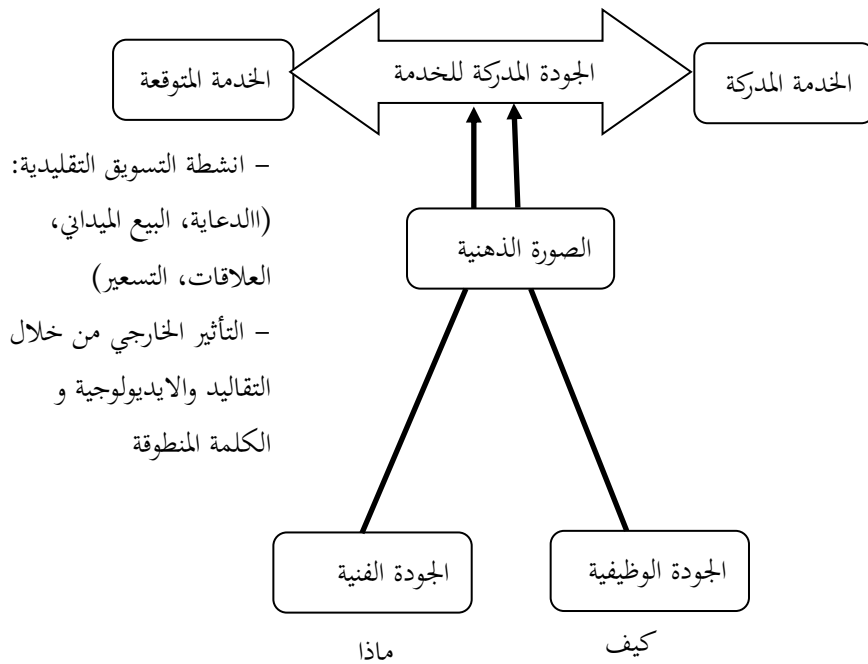 الخدمة المدركة
الجودة المدركة للخدمة
الخدمة المتوقعة
– انشطة التسويق التقليدية:
(االدعاية، البيع الميداني،
العلاقات، التسعير)
– التأثير الخارجي من خلال
التقاليد والايديولوجية و
الكلمة المنطوقة
الصورة الذهنية
الجودة الوظيفية
الجودة الفنية
كيف
ماذا